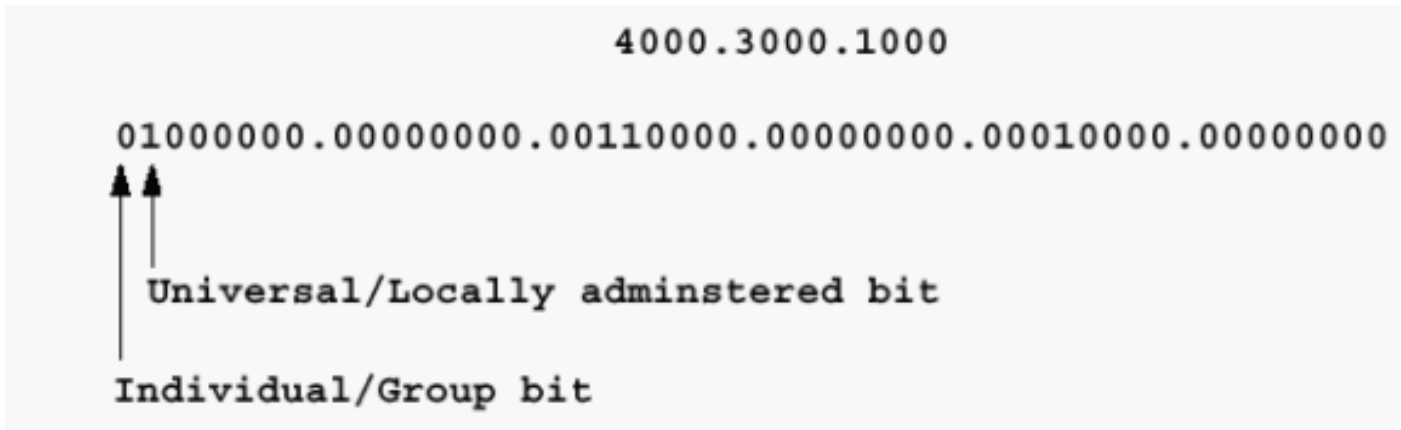 4000.3000.1000
01000000.00000000.00110000.00000000.00010000.00000000
Universal/Locally adminstered bit
Individual/Group bit